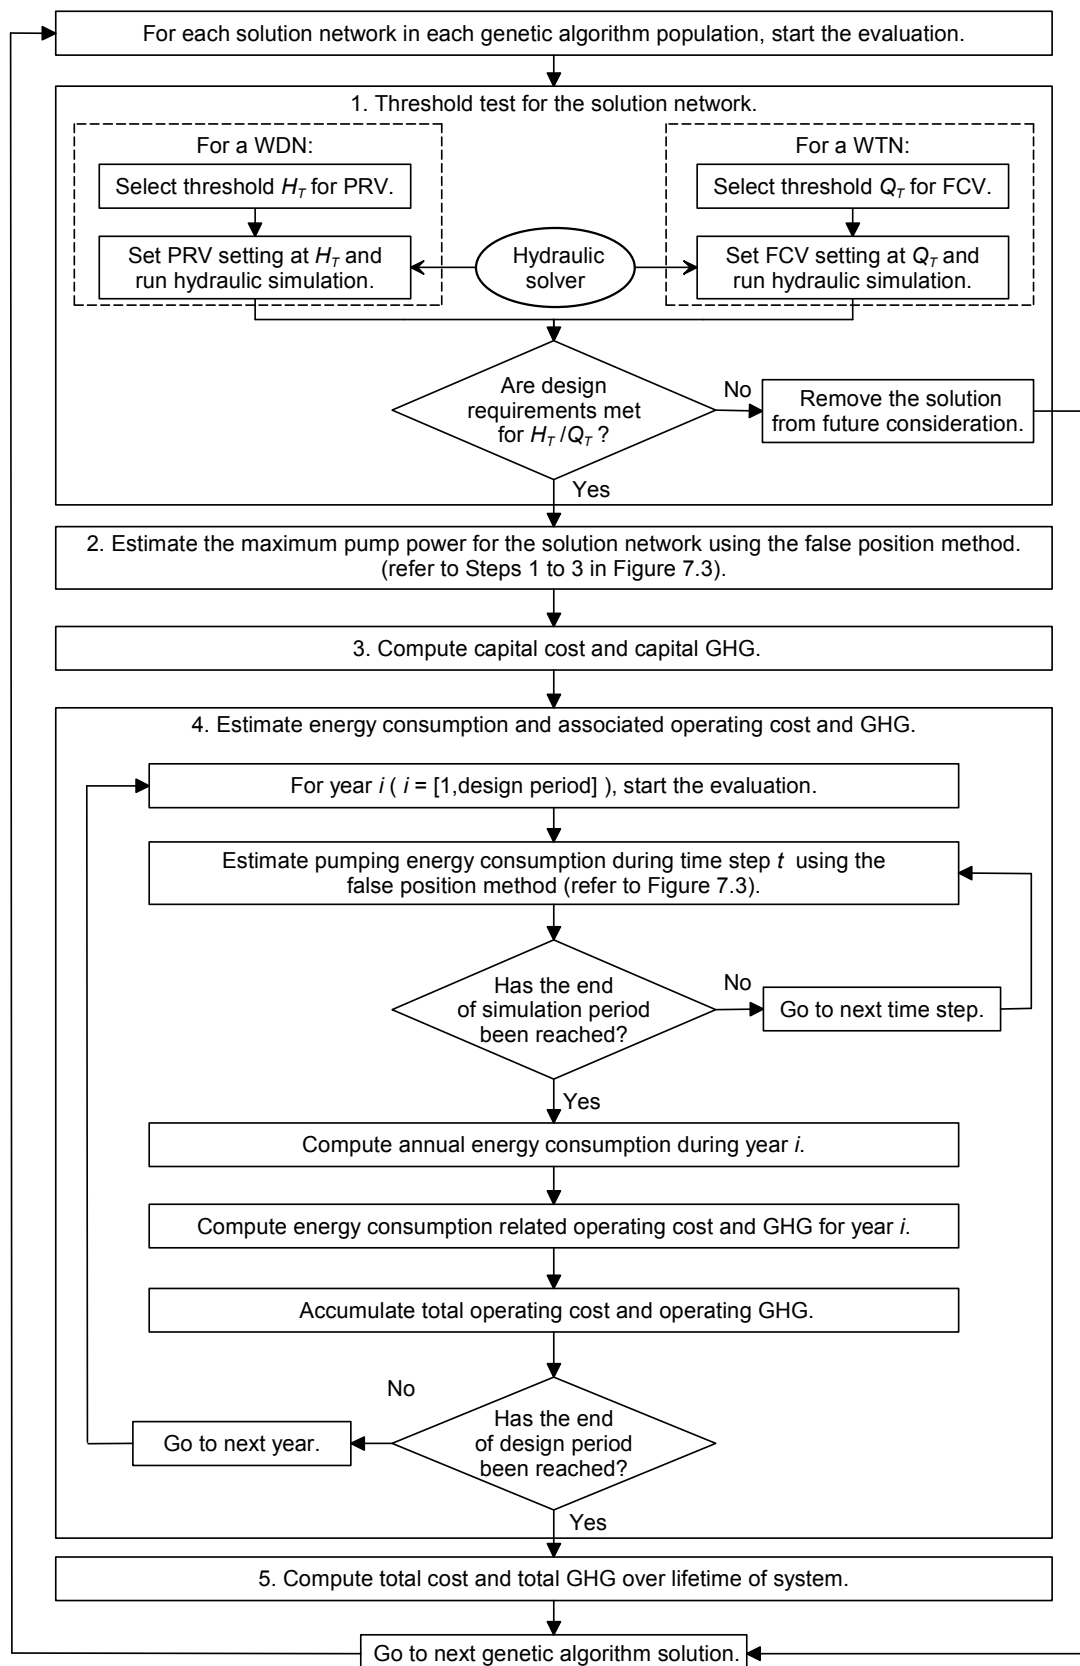 For each solution network in each genetic algorithm population, start the evaluation.
1. Threshold test for the solution network.
For a WDN:
Select threshold H_T for PRV.
Set PRV setting at H_T and
run hydraulic simulation.
Hydraulic
solver
For a WTN:
Select threshold Q_T for FCV.
Set FCV setting at Q_T and
run hydraulic simulation.
Are design
requirements met
for H_T /Q_T ?
No
Remove the solution
from future consideration.
Yes
2. Estimate the maximum pump power for the solution network using the false position method.
(refer to Steps 1 to 3 in Figure 7.3).
3. Compute capital cost and capital GHG.
4. Estimate energy consumption and associated operating cost and GHG.
For year i ( i = [1,design period] ), start the evaluation.
Estimate pumping energy consumption during time step t using the
false position method (refer to Figure 7.3).
Has the end
of simulation period
been reached?
No
Go to next time step.
Yes
Compute annual energy consumption during year i.
Compute energy consumption related operating cost and GHG for year i.
Accumulate total operating cost and operating GHG.
No
Go to next year.
Has the end
of design period
been reached?
Yes
5. Compute total cost and total GHG over lifetime of system.
Go to next genetic algorithm solution.